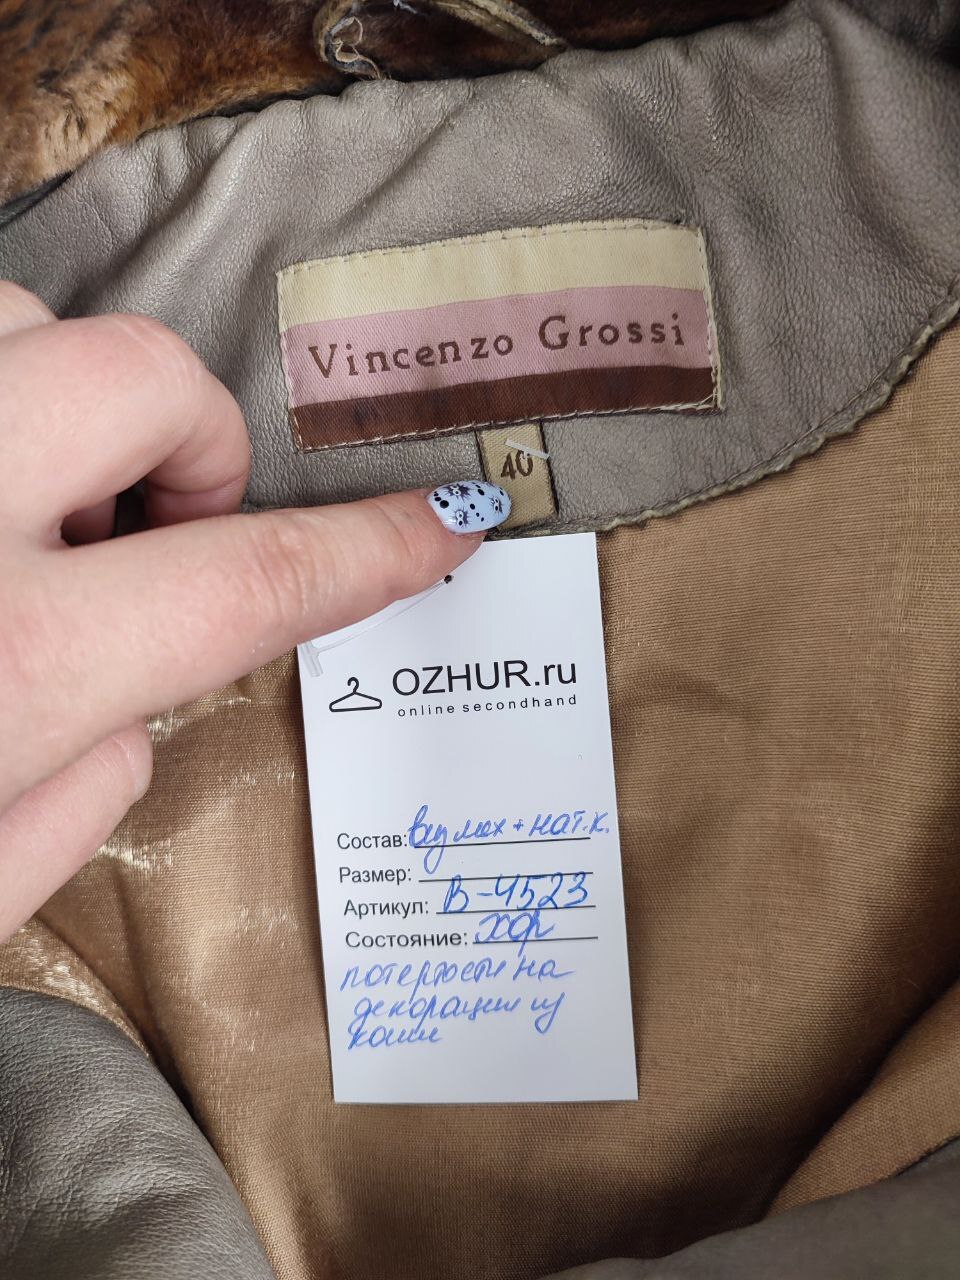 Vincenzo Grossi
40
OZHUR.ru
online secondhand
Состав: виз мех + нат. к.
Размер:
Артикул: В-4523
Состояние: хор
потертости на
декорации из
кожи